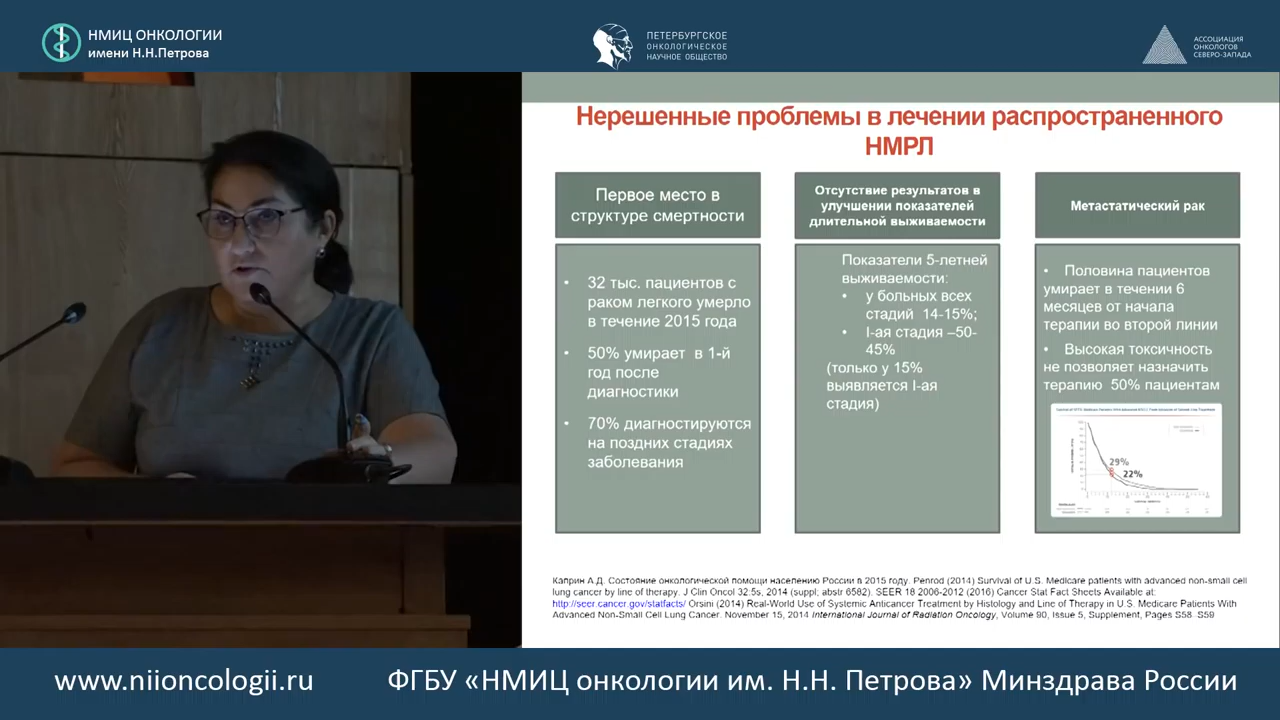 НМИЦ ОНКОЛОГИИ
имени Н.Н.Петрова
ПЕТЕРБУРГСКОЕ
ОНКОЛОГИЧЕСКОЕ
НАУЧНОЕ ОБЩЕСТВО
АССОЦИАЦИЯ
ОНКОЛОГОВ
СЕВЕРО-ЗАПАДА
Нерешенные проблемы в лечении распространенного
НМРЛ
Первое место в
структуре смертности
• 32 тыс. пациентов с
раком легкого умерло
в течение 2015 года
• 50% умирает в 1-й
год после
диагностики
• 70% диагностируются
на поздних стадиях
заболевания
Отсутствие результатов в
улучшении показателей
длительной выживаемости
Показатели 5-летней
выживаемости:
• у больных всех
стадий 14-15%;
• I-ая стадия –50-
45%
(только у 15%
выявляется I-ая
стадия)
Метастатический рак
• Половина пациентов
умирает в течении 6
месяцев от начала
терапии во второй линии
• Высокая токсичность
не позволяет назначить
терапию 50% пациентам
29%
22%
Каприн А.Д. Состояние онкологической помощи населению России в 2015 году. Penrod (2014) Survival of U.S. Medicare patients with advanced non-small cell
lung cancer by line of therapy. J Clin Oncol 32:5s, 2014 (suppl; abstr 6582). SEER 18 2006-2012 (2016) Cancer Stat Fact Sheets Available at:
http://seer.cancer.gov/statfacts/ Orsini (2014) Real-World Use of Systemic Anticancer Treatment by Histology and Line of Therapy in U.S. Medicare Patients With
Advanced Non-Small Cell Lung Cancer. November 15, 2014 International Journal of Radiation Oncology, Volume 90, Issue 5, Supplement, Pages S58–S59
www.niioncologii.ru
ФГБУ «НМИЦ онкологии им. Н.Н. Петрова» Минздрава России